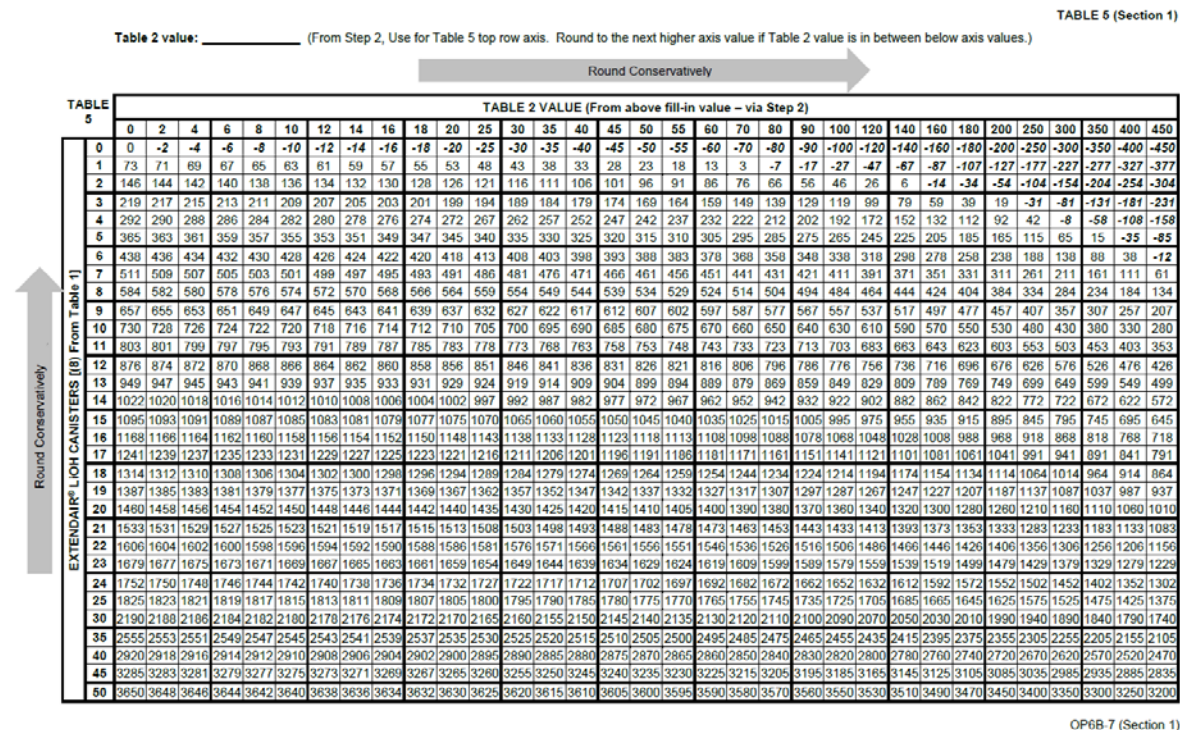 TABLE 5 (Section 1)
Table 2 value: ____________ (From Step 2, Use for Table 5 top row axis. Round to the next higher axis value if Table 2 value is in between below axis values.)
Round Conservatively
TABLE 5
TABLE 2 VALUE (From above fill-in value – via Step 2)
0 2 4 6 8 10 12 14 16 18 20 25 30 35 40 45 50 55 60 70 80 90 100 120 140 160 180 200 250 300 350 400 450
Round Conservatively
EXTENDAIR® LIOH CANISTERS [(8) From Table 1]
0 0 -2 -4 -6 -8 -10 -12 -14 -16 -18 -20 -25 -30 -35 -40 -45 -50 -55 -60 -70 -80 -90 -100 -120 -140 -160 -180 -200 -250 -300 -350 -400 -450
1 73 71 69 67 65 63 61 59 57 55 53 48 43 38 33 28 23 18 13 3 -7 -17 -27 -47 -67 -87 -107 -127 -177 -227 -277 -327 -377
2 146 144 142 140 138 136 134 132 130 128 126 121 116 111 106 101 96 91 86 76 66 56 46 26 6 -14 -34 -54 -104 -154 -204 -254 -304
3 219 217 215 213 211 209 207 205 203 201 199 194 189 184 179 174 169 164 159 149 139 129 119 99 79 59 39 19 -31 -81 -131 -181 -231
4 292 290 288 286 284 282 280 278 276 274 272 267 262 257 252 247 242 237 232 222 212 202 192 172 152 132 112 92 42 -8 -58 -108 -158
5 365 363 361 359 357 355 353 351 349 347 345 340 335 330 325 320 315 310 305 295 285 275 265 245 225 205 185 165 115 65 15 -35 -85
6 438 436 434 432 430 428 426 424 422 420 418 413 408 403 398 393 388 383 378 368 358 348 338 318 298 278 258 238 188 138 88 38 -12
7 511 509 507 505 503 501 499 497 495 493 491 486 481 476 471 466 461 456 451 441 431 421 411 391 371 351 331 311 261 211 161 111 61
8 584 582 580 578 576 574 572 570 568 566 564 559 554 549 544 539 534 529 524 514 504 494 484 464 444 424 404 384 334 284 234 184 134
9 657 655 653 651 649 647 645 643 641 639 637 632 627 622 617 612 607 602 597 587 577 567 557 537 517 497 477 457 407 357 307 257 207
10 730 728 726 724 722 720 718 716 714 712 710 705 700 695 690 685 680 675 670 660 650 640 630 610 590 570 550 530 480 430 380 330 280
11 803 801 799 797 795 793 791 789 787 785 783 778 773 768 763 758 753 748 743 733 723 713 703 683 663 643 623 603 553 503 453 403 353
12 876 874 872 870 868 866 864 862 860 858 856 851 846 841 836 831 826 821 816 806 796 786 776 756 736 716 696 676 626 576 526 476 426
13 949 947 945 943 941 939 937 935 933 931 929 924 919 914 909 904 899 894 889 879 869 859 849 829 809 789 769 749 699 649 599 549 499
14 1022 1020 1018 1016 1014 1012 1010 1008 1006 1004 1002 997 992 987 982 977 972 967 962 952 942 932 922 902 882 862 842 822 772 722 672 622 572
15 1095 1093 1091 1089 1087 1085 1083 1081 1079 1077 1075 1070 1065 1060 1055 1050 1045 1040 1035 1025 1015 1005 995 975 955 935 915 895 845 795 745 695 645
16 1168 1166 1164 1162 1160 1158 1156 1154 1152 1150 1148 1143 1138 1133 1128 1123 1118 1113 1108 1098 1088 1078 1068 1048 1028 1008 988 968 918 868 818 768 718
17 1241 1239 1237 1235 1233 1231 1229 1227 1225 1223 1221 1216 1211 1206 1201 1196 1191 1186 1181 1171 1161 1151 1141 1121 1101 1081 1061 1041 991 941 891 841 791
18 1314 1312 1310 1308 1306 1304 1302 1300 1298 1296 1294 1289 1284 1279 1274 1269 1264 1259 1254 1244 1234 1224 1214 1194 1174 1154 1134 1114 1064 1014 964 914 864
19 1387 1385 1383 1381 1379 1377 1375 1373 1371 1369 1367 1362 1357 1352 1347 1342 1337 1332 1327 1317 1307 1297 1287 1267 1247 1227 1207 1187 1137 1087 1037 987 937
20 1460 1458 1456 1454 1452 1450 1448 1446 1444 1442 1440 1435 1430 1425 1420 1415 1410 1405 1400 1390 1380 1370 1360 1340 1320 1300 1280 1260 1210 1160 1110 1060 1010
21 1533 1531 1529 1527 1525 1523 1521 1519 1517 1515 1513 1508 1503 1498 1493 1488 1483 1478 1473 1463 1453 1443 1433 1413 1393 1373 1353 1333 1283 1233 1183 1133 1083
22 1606 1604 1602 1600 1598 1596 1594 1592 1590 1588 1586 1581 1576 1571 1566 1561 1556 1551 1546 1536 1526 1516 1506 1486 1466 1446 1426 1406 1356 1306 1256 1206 1156
23 1679 1677 1675 1673 1671 1669 1667 1665 1663 1661 1659 1654 1649 1644 1639 1634 1629 1624 1619 1609 1599 1589 1579 1559 1539 1519 1499 1479 1429 1379 1329 1279 1229
24 1752 1750 1748 1746 1744 1742 1740 1738 1736 1734 1732 1727 1722 1717 1712 1707 1702 1697 1692 1682 1672 1662 1652 1632 1612 1592 1572 1552 1502 1452 1402 1352 1302
25 1825 1823 1821 1819 1817 1815 1813 1811 1809 1807 1805 1800 1795 1790 1785 1780 1775 1770 1765 1755 1745 1735 1725 1705 1685 1665 1645 1625 1575 1525 1475 1425 1375
30 2190 2188 2186 2184 2182 2180 2178 2176 2174 2172 2170 2165 2160 2155 2150 2145 2140 2135 2130 2120 2110 2100 2090 2070 2050 2030 2010 1990 1940 1890 1840 1790 1740
35 2555 2553 2551 2549 2547 2545 2543 2541 2539 2537 2535 2530 2525 2520 2515 2510 2505 2500 2495 2485 2475 2465 2455 2435 2415 2395 2375 2355 2305 2255 2205 2155 2105
40 2920 2918 2916 2914 2912 2910 2908 2906 2904 2902 2900 2895 2890 2885 2880 2875 2870 2865 2860 2850 2840 2830 2820 2800 2780 2760 2740 2720 2670 2620 2570 2520 2470
45 3285 3283 3281 3279 3277 3275 3273 3271 3269 3267 3265 3260 3255 3250 3245 3240 3235 3230 3225 3215 3205 3195 3185 3165 3145 3125 3105 3085 3035 2985 2935 2885 2835
50 3650 3648 3646 3644 3642 3640 3638 3636 3634 3632 3630 3625 3620 3615 3610 3605 3600 3595 3590 3580 3570 3560 3550 3530 3510 3490 3470 3450 3400 3350 3300 3250 3200
OP6B-7 (Section 1)